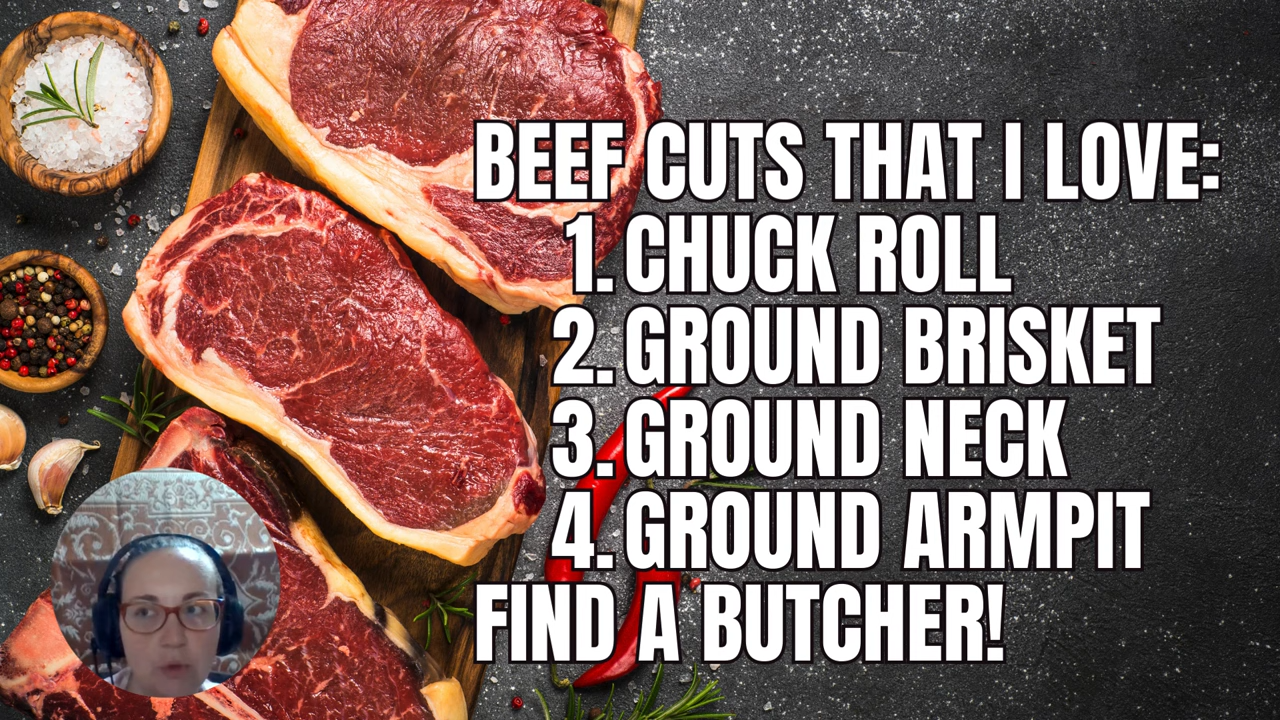 BEEF CUTS THAT I LOVE:
1. CHUCK ROLL
2. GROUND BRISKET
3. GROUND NECK
4. GROUND ARMPIT
FIND A BUTCHER!